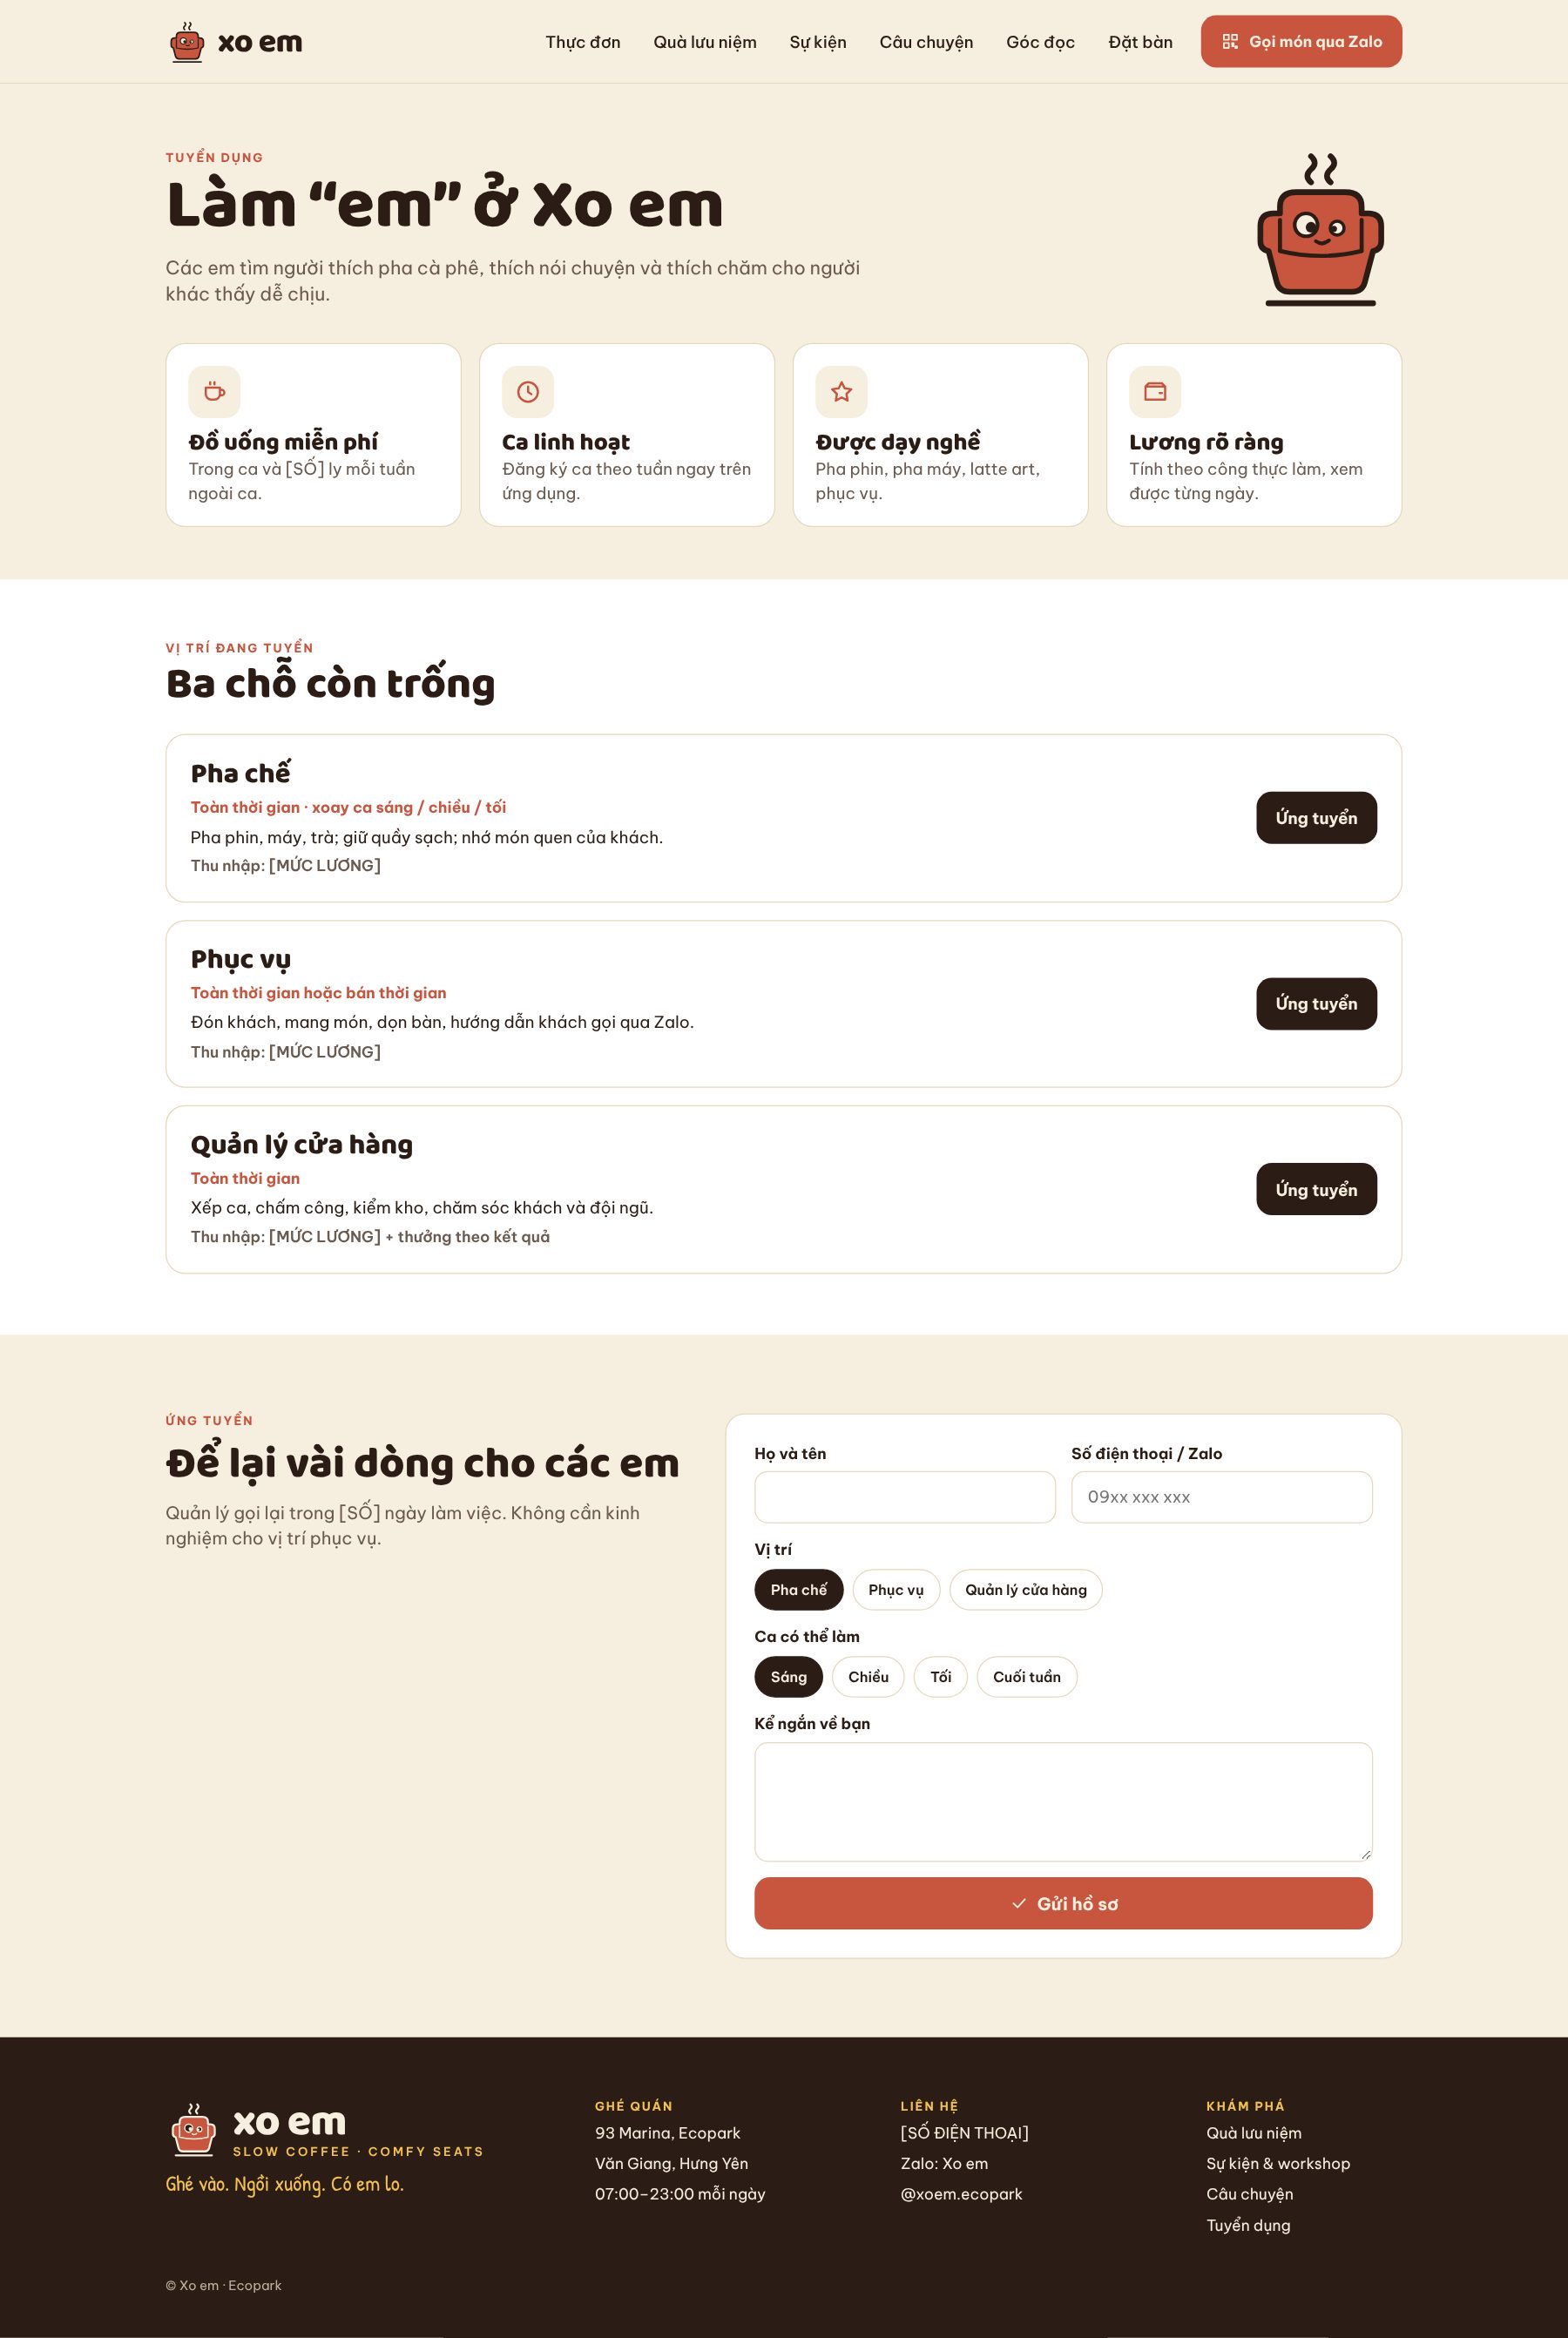 xo em
Thực đơn
Quà lưu niệm
Sự kiện
Câu chuyện
Góc đọc
Đặt bàn
Gọi món qua Zalo
TUYỂN DỤNG
Làm “em” ở Xo em
Các em tìm người thích pha cà phê, thích nói chuyện và thích chăm cho người
khác thấy dễ chịu.
Đồ uống miễn phí
Trong ca và [SỐ] ly mỗi tuần
ngoài ca.
Ca linh hoạt
Đăng ký ca theo tuần ngay trên
ứng dụng.
Được dạy nghề
Pha phin, pha máy, latte art,
phục vụ.
Lương rõ ràng
Tính theo công thực làm, xem
được từng ngày.
VỊ TRÍ ĐANG TUYỂN
Ba chỗ còn trống
Pha chế
Toàn thời gian · xoay ca sáng / chiều / tối
Pha phin, máy, trà; giữ quầy sạch; nhớ món quen của khách.
Thu nhập: [MỨC LƯƠNG]
Ứng tuyển
Phục vụ
Toàn thời gian hoặc bán thời gian
Đón khách, mang món, dọn bàn, hướng dẫn khách gọi qua Zalo.
Thu nhập: [MỨC LƯƠNG]
Ứng tuyển
Quản lý cửa hàng
Toàn thời gian
Xếp ca, chấm công, kiểm kho, chăm sóc khách và đội ngũ.
Thu nhập: [MỨC LƯƠNG] + thưởng theo kết quả
Ứng tuyển
ỨNG TUYỂN
Để lại vài dòng cho các em
Quản lý gọi lại trong [SỐ] ngày làm việc. Không cần kinh
nghiệm cho vị trí phục vụ.
Họ và tên
Số điện thoại / Zalo
09xx xxx xxx
Vị trí
Pha chế
Phục vụ
Quản lý cửa hàng
Ca có thể làm
Sáng
Chiều
Tối
Cuối tuần
Kể ngắn về bạn
Gửi hồ sơ
xo em
SLOW COFFEE · COMFY SEATS
Ghé vào. Ngồi xuống. Có em lo.
GHÉ QUÁN
93 Marina, Ecopark
Văn Giang, Hưng Yên
07:00–23:00 mỗi ngày
LIÊN HỆ
[SỐ ĐIỆN THOẠI]
Zalo: Xo em
@xoem.ecopark
KHÁM PHÁ
Quà lưu niệm
Sự kiện & workshop
Câu chuyện
Tuyển dụng
© Xo em · Ecopark